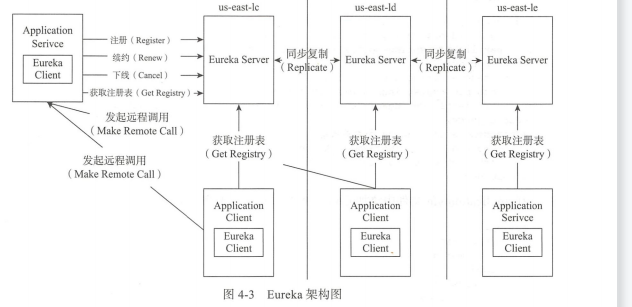 us-east-lc
us-east-ld
us-east-le
Application
Serivce
Eureka
Client
注册（Register）
续约（Renew）
下线（Cancel）
获取注册表（Get Registry）
Eureka Server
同步复制
（Replicate）
Eureka Server
同步复制
（Replicate）
Eureka Server
发起远程调用
（Make Remote Call）
发起远程调用
（Make Remote Call）
获取注册表
（Get Registry）
获取注册表
（Get Registry）
获取注册表
（Get Registry）
Application
Client
Eureka
Client
Application
Client
Eureka
Client
Application
Serivce
Eureka
Client
图 4-3 Eureka 架构图